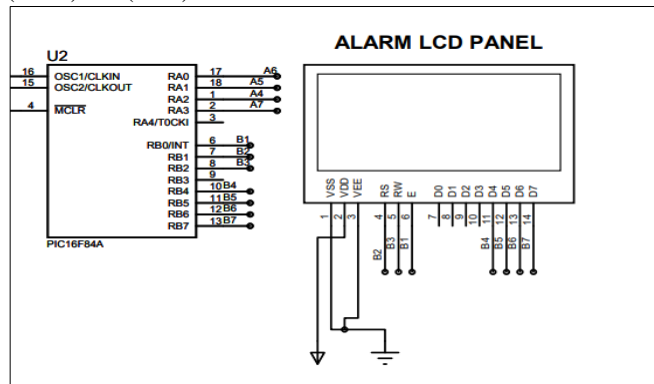 ALARM LCD PANEL
U2
16 OSC1/CLKIN RA0 17 A6
15 OSC2/CLKOUT RA1 18 A5
RA2 1 A4
4 MCLR RA3 2 A7
RA4/T0CKI 3
RB0/INT 6 B1
RB1 7 B2
RB2 8 B3
RB3 9
RB4 10 B4
RB5 11 B5
RB6 12 B6
RB7 13 B7
PIC16F84A
VSS VDD VEE RS RW E D0 D1 D2 D3 D4 D5 D6 D7
1 2 3 4 5 6 7 8 9 10 11 12 13 14
B2 B3 B1 B4 B5 B6 B7